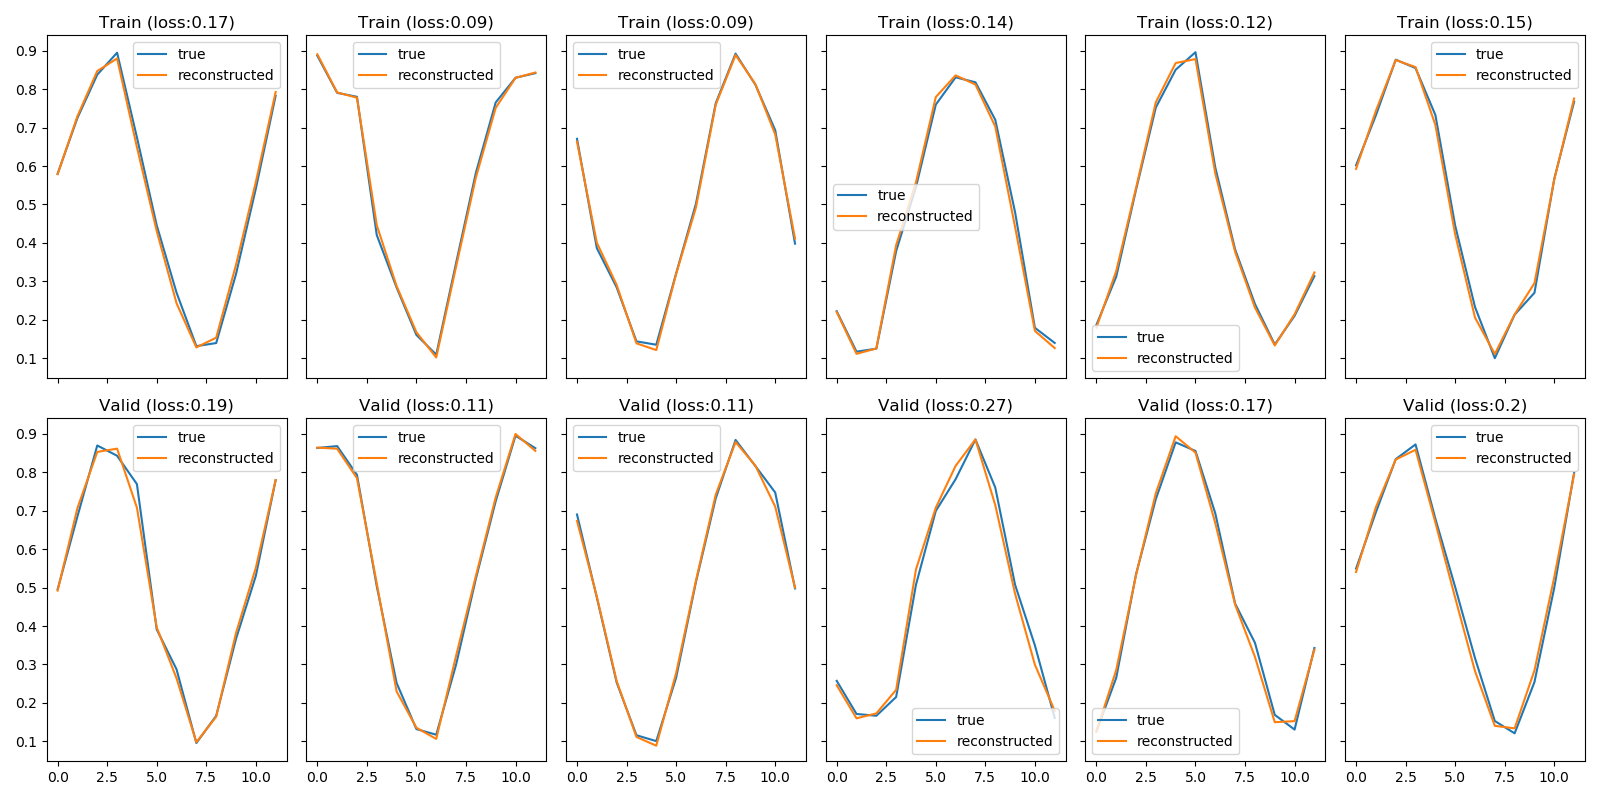 Train (loss:0.17)
Train (loss:0.09)
Train (loss:0.09)
Train (loss:0.14)
Train (loss:0.12)
Train (loss:0.15)
0.9
0.8
0.7
0.6
0.5
0.4
0.3
0.2
0.1
true
reconstructed
true
reconstructed
true
reconstructed
true
reconstructed
true
reconstructed
true
reconstructed
Valid (loss:0.19)
Valid (loss:0.11)
Valid (loss:0.11)
Valid (loss:0.27)
Valid (loss:0.17)
Valid (loss:0.2)
0.9
0.8
0.7
0.6
0.5
0.4
0.3
0.2
0.1
true
reconstructed
true
reconstructed
true
reconstructed
true
reconstructed
true
reconstructed
true
reconstructed
0.0 2.5 5.0 7.5 10.0
0.0 2.5 5.0 7.5 10.0
0.0 2.5 5.0 7.5 10.0
0.0 2.5 5.0 7.5 10.0
0.0 2.5 5.0 7.5 10.0
0.0 2.5 5.0 7.5 10.0